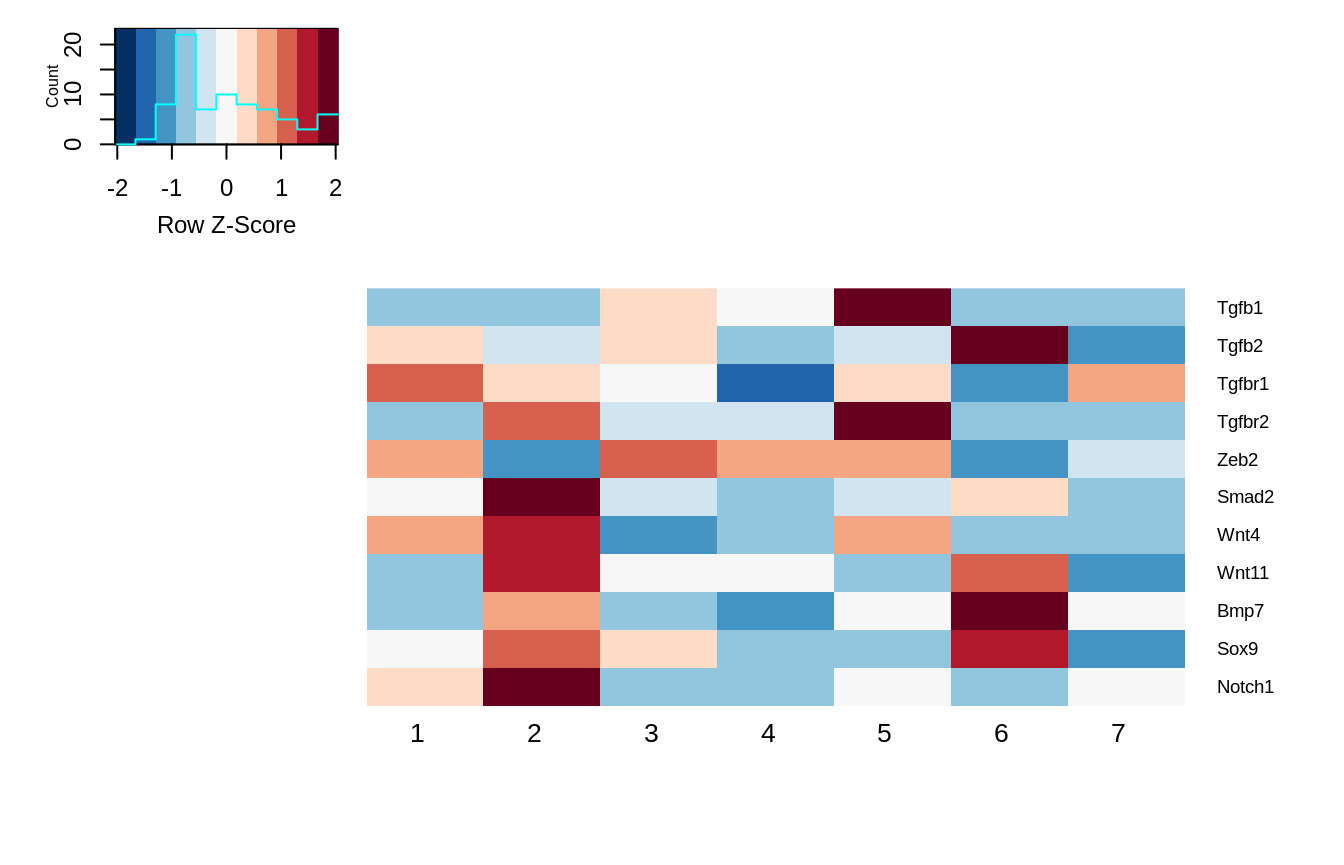 Count
0 10 20
-2 -1 0 1 2
Row Z-Score
Tgfb1
Tgfb2
Tgfbr1
Tgfbr2
Zeb2
Smad2
Wnt4
Wnt11
Bmp7
Sox9
Notch1
1 2 3 4 5 6 7